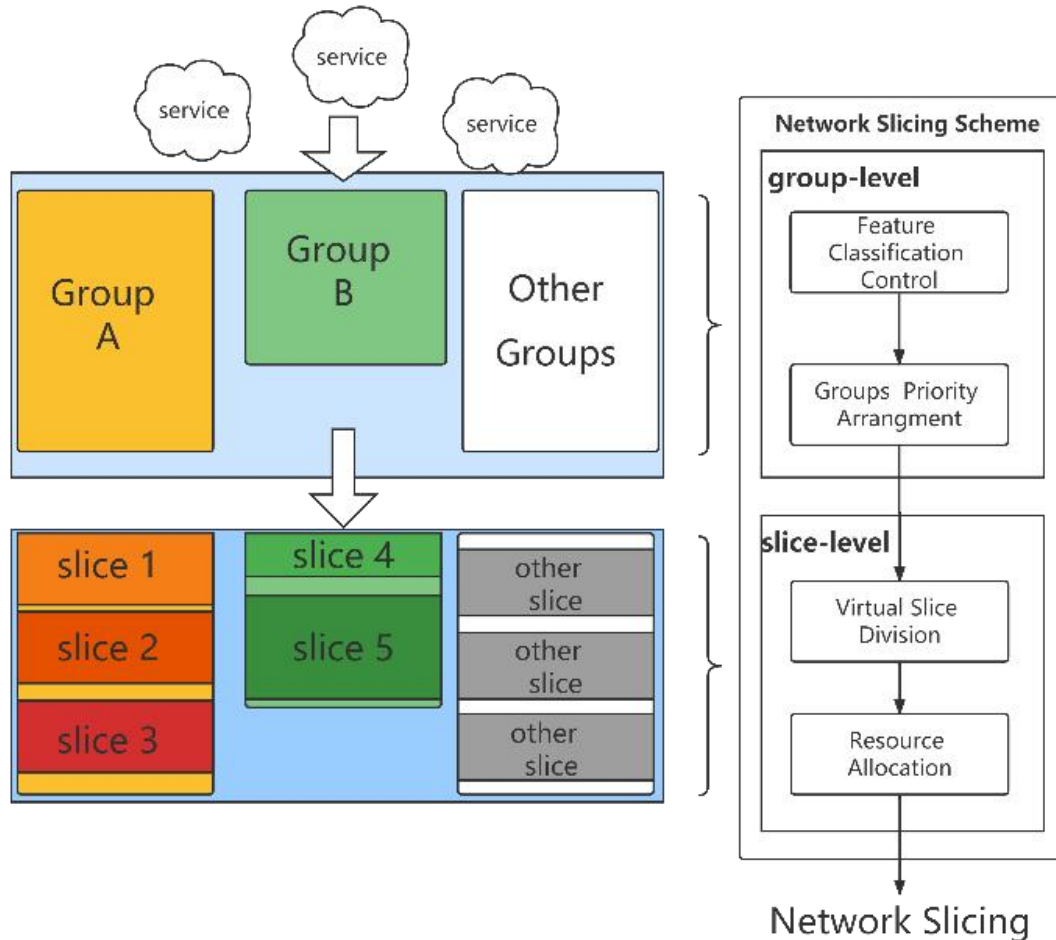 service
service
service
Group
A
Group
B
Other
Groups
slice 1
slice 2
slice 3
slice 4
slice 5
other
slice
other
slice
other
slice
Network Slicing Scheme
group-level
Feature
Classification
Control
Groups Priority
Arrangment
slice-level
Virtual Slice
Division
Resource
Allocation
Network Slicing